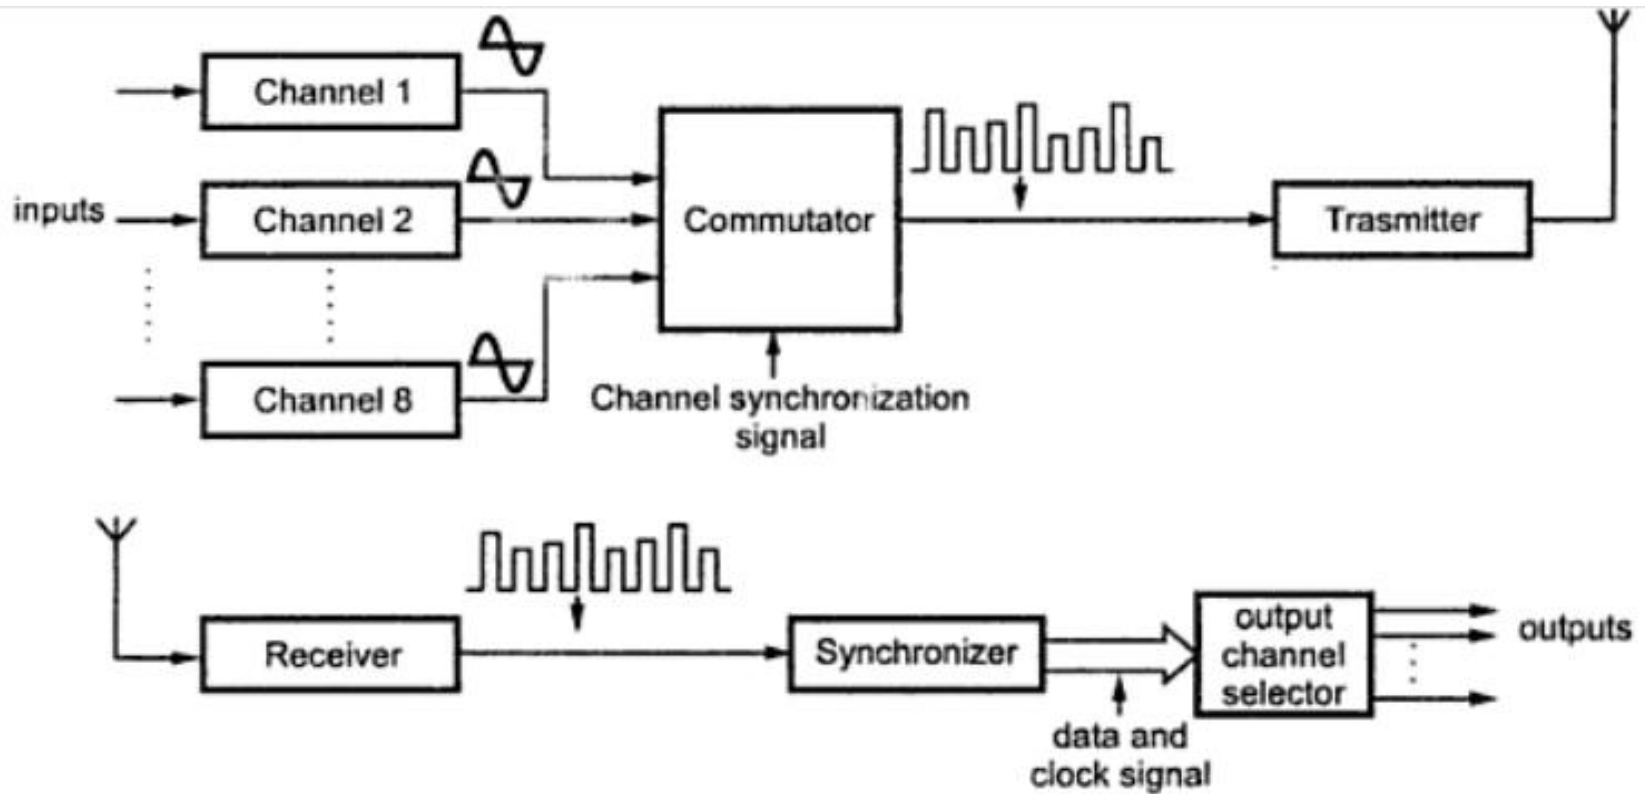 Channel 1
inputs
Channel 2
Commutator
Trasmitter
Channel 8
Channel synchronization
signal
Receiver
Synchronizer
output
channel
selector
outputs
data and
clock signal